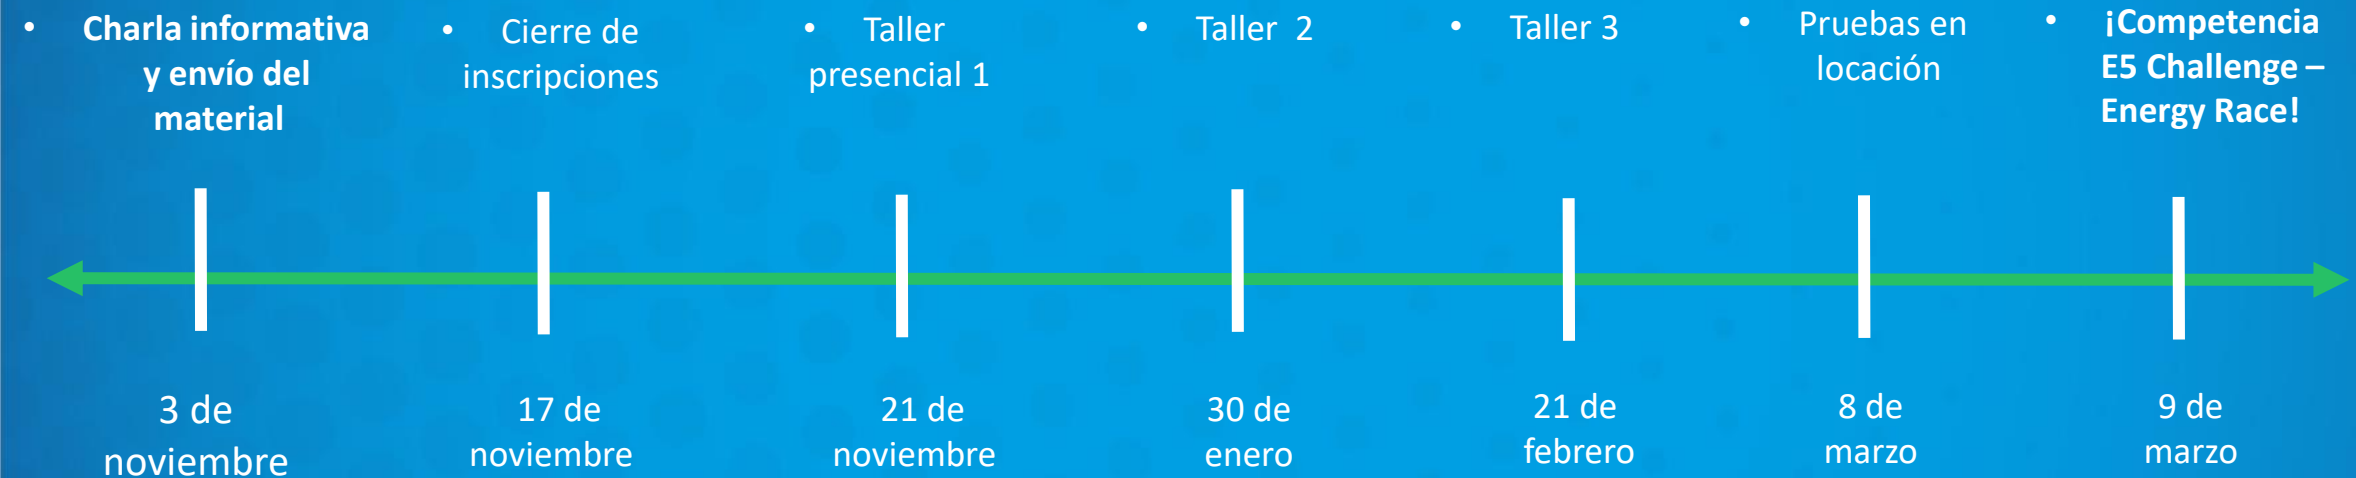 • Charla informativa
y envío del
material
• Cierre de
inscripciones
• Taller
presencial 1
• Taller 2
• Taller 3
• Pruebas en
locación
• ¡Competencia
E5 Challenge –
Energy Race!
3 de
noviembre
17 de
noviembre
21 de
noviembre
30 de
enero
21 de
febrero
8 de
marzo
9 de
marzo